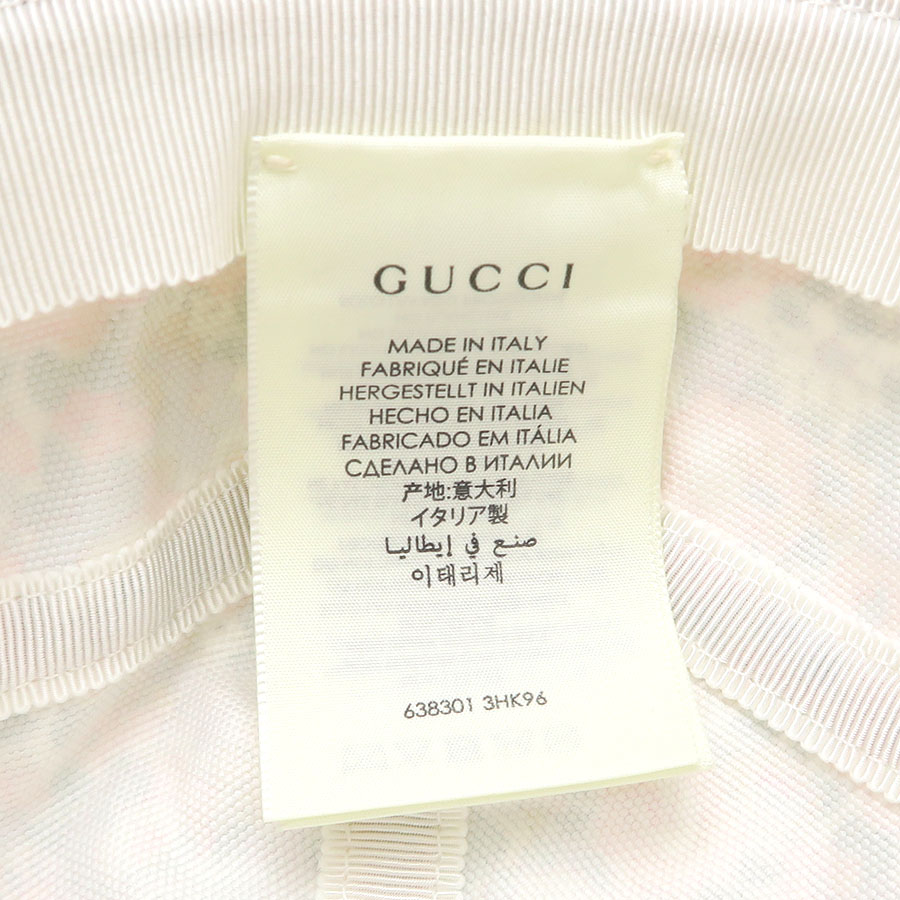 GUCCI
MADE IN ITALY
FABRIQUÉ EN ITALIE
HERGESTELLT IN ITALIEN
HECHO EN ITALIA
FABRICADO EM ITÁLIA
СДЕЛАНО В ИТАЛИИ
产地:意大利
イタリア製
صنع في إيطاليا
이태리제
638301 3HK96